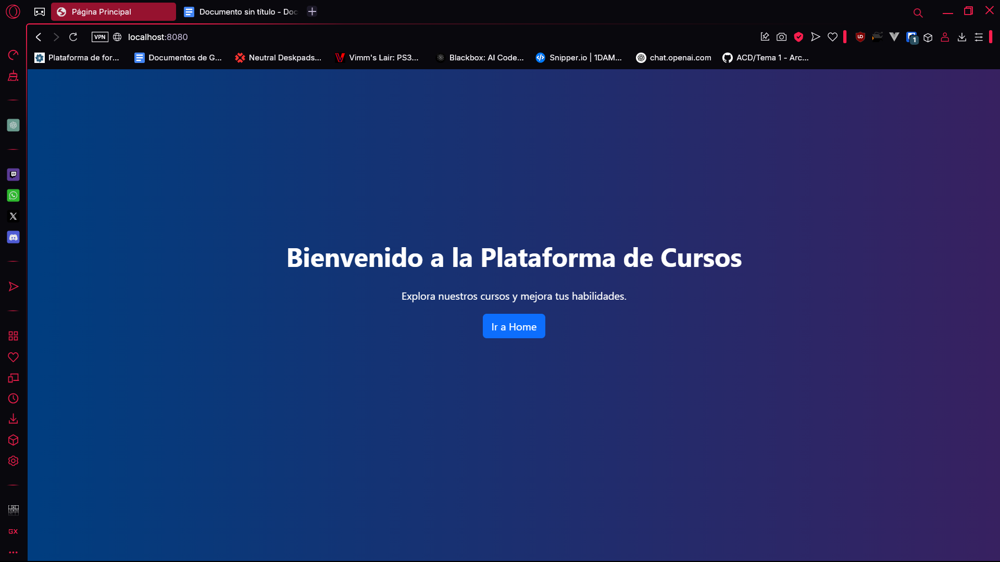 Página Principal
Documento sin título - Doc
VPN
localhost:8080
1
Plataforma de for...
Documentos de G...
Neutral Deskpads...
Vimm's Lair: PS3...
Blackbox: AI Code...
Snipper.io | 1DAM...
chat.openai.com
ACD/Tema 1 - Arc...
Bienvenido a la Plataforma de Cursos
Explora nuestros cursos y mejora tus habilidades.
Ir a Home
GX